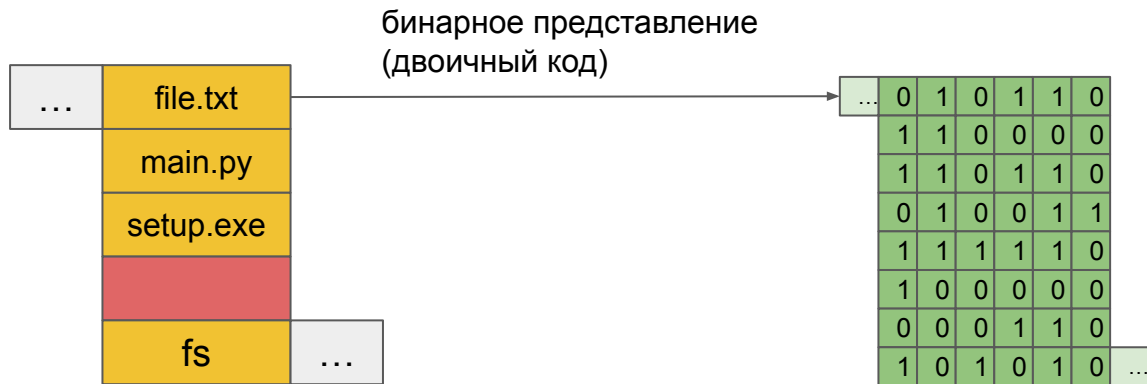 бинарное представление
(двоичный код)
... file.txt
main.py
setup.exe
fs ...
... 0 1 0 1 1 0
1 1 0 0 0 0
1 1 0 1 1 0
0 1 0 0 1 1
1 1 1 1 1 0
1 0 0 0 0 0
0 0 0 1 1 0
1 0 1 0 1 0 ...